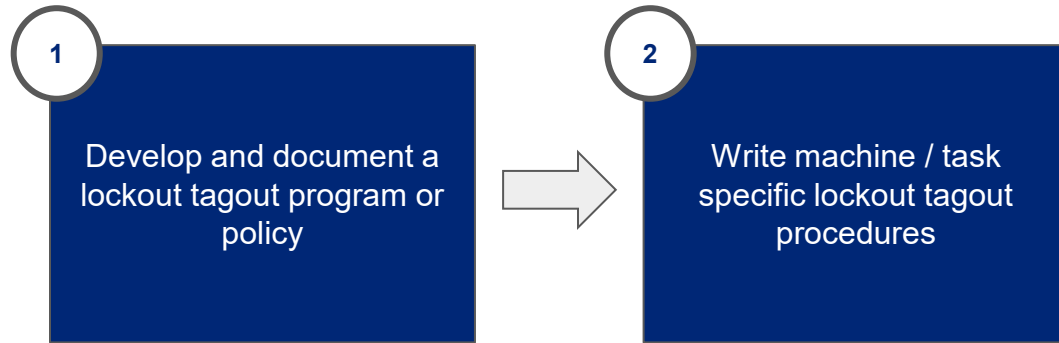 1
Develop and document a
lockout tagout program or
policy
2
Write machine / task
specific lockout tagout
procedures